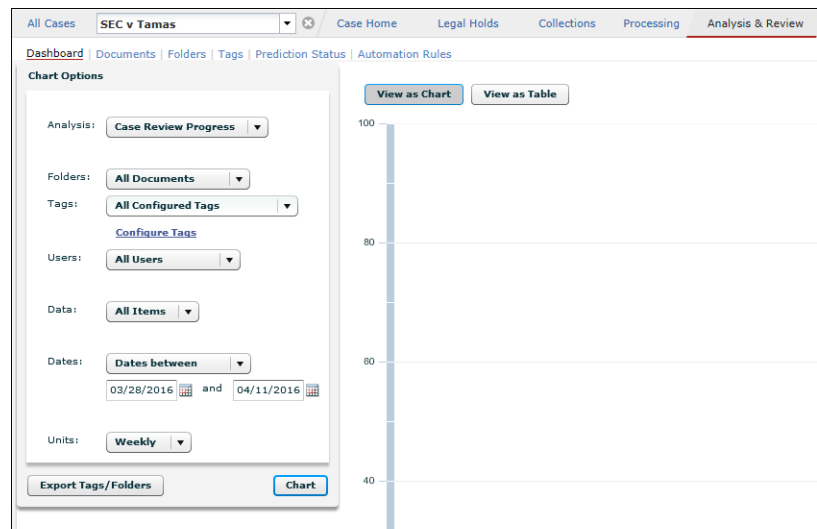 All Cases SEC v Tamas Case Home Legal Holds Collections Processing Analysis & Review
Dashboard | Documents | Folders | Tags | Prediction Status | Automation Rules
Chart Options
View as Chart View as Table
Analysis: Case Review Progress
Folders: All Documents
Tags: All Configured Tags
Configure Tags
Users: All Users
Data: All Items
Dates: Dates between
03/28/2016 and 04/11/2016
Units: Weekly
Export Tags/Folders Chart
100
80
60
40